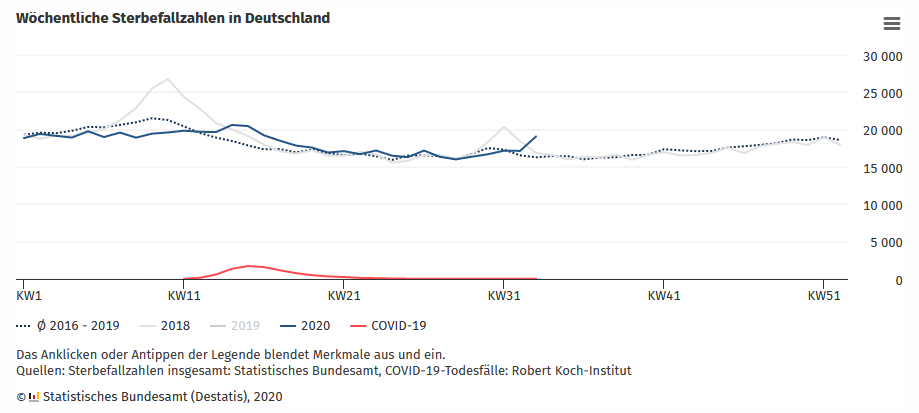 Wöchentliche Sterbefallzahlen in Deutschland
30 000
25 000
20 000
15 000
10 000
5 000
0
KW1 KW11 KW21 KW31 KW41 KW51
Ø 2016 - 2019 2018 2019 2020 COVID-19
Das Anklicken oder Antippen der Legende blendet Merkmale aus und ein.
Quellen: Sterbefallzahlen insgesamt: Statistisches Bundesamt, COVID-19-Todesfälle: Robert Koch-Institut
© Statistisches Bundesamt (Destatis), 2020